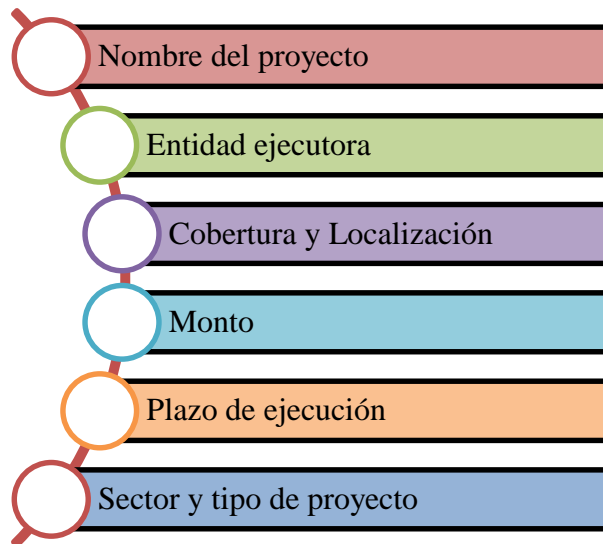 Nombre del proyecto
Entidad ejecutora
Cobertura y Localización
Monto
Plazo de ejecución
Sector y tipo de proyecto